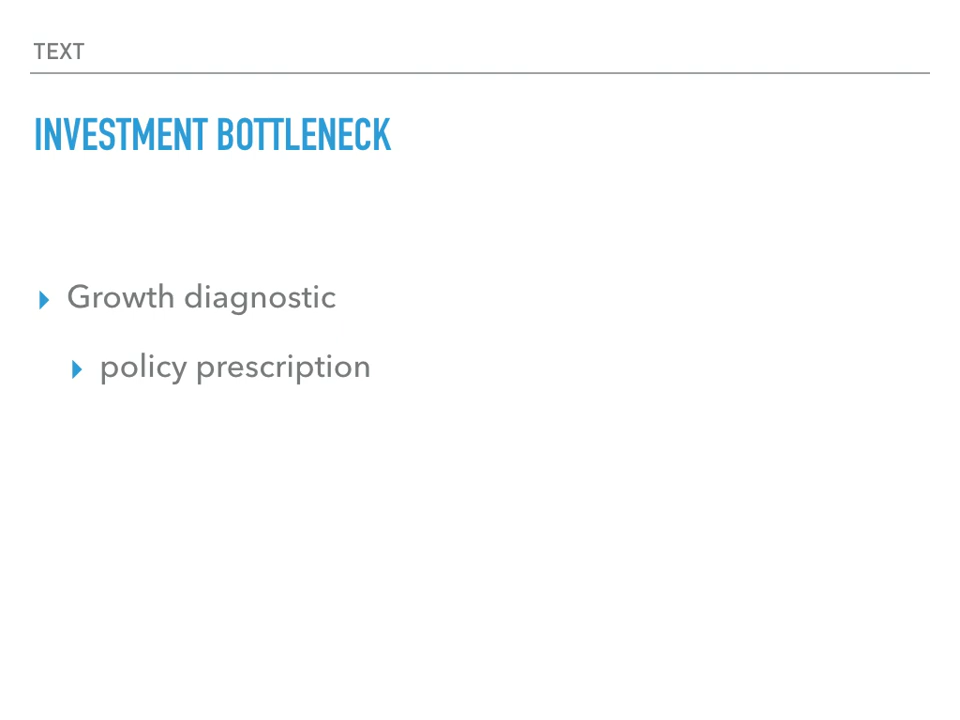 TEXT
INVESTMENT BOTTLENECK
Growth diagnostic
policy prescription